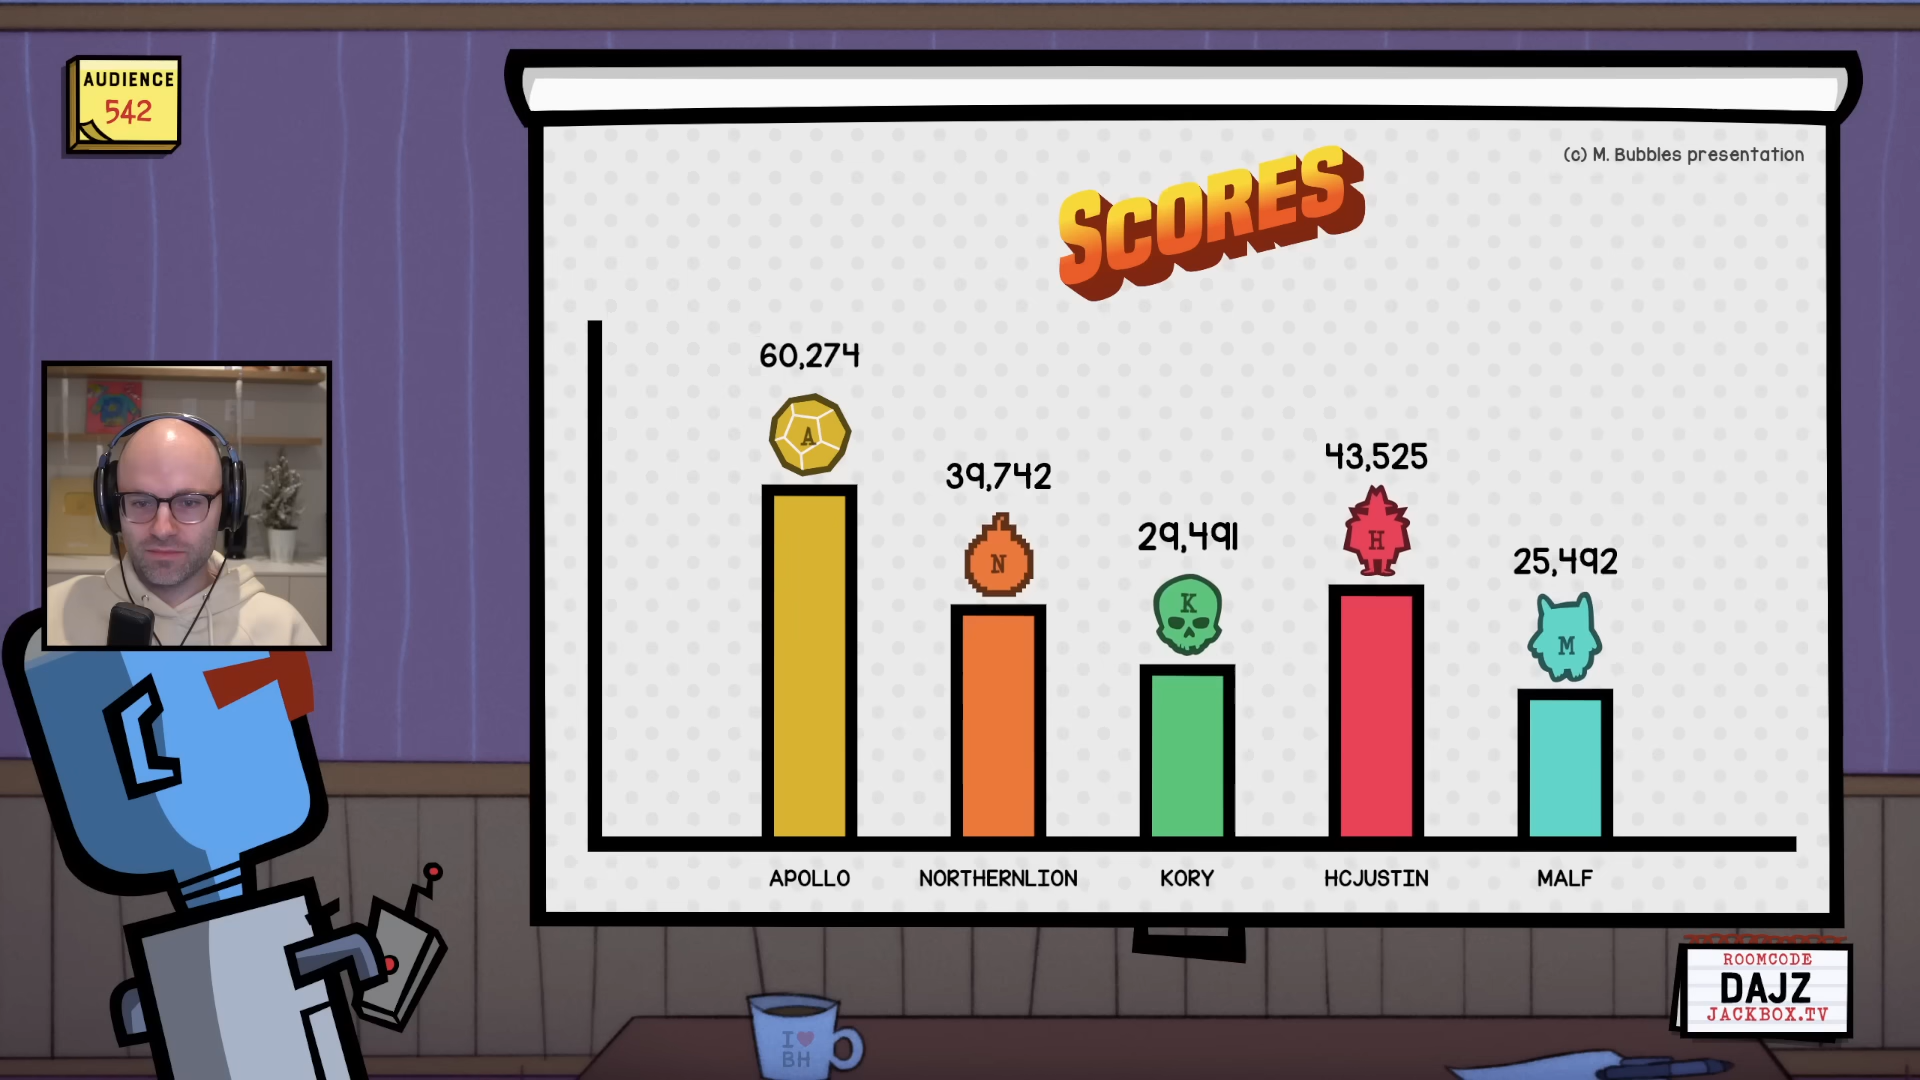 AUDIENCE
542
(c) M. Bubbles presentation
SCORES
60,274
A
39,742
N
29,491
K
43,525
H
25,492
M
APOLLO
NORTHERNLION
KORY
HCJUSTIN
MALF
ROOMCODE
DAJZ
JACKBOX.TV
I
BH